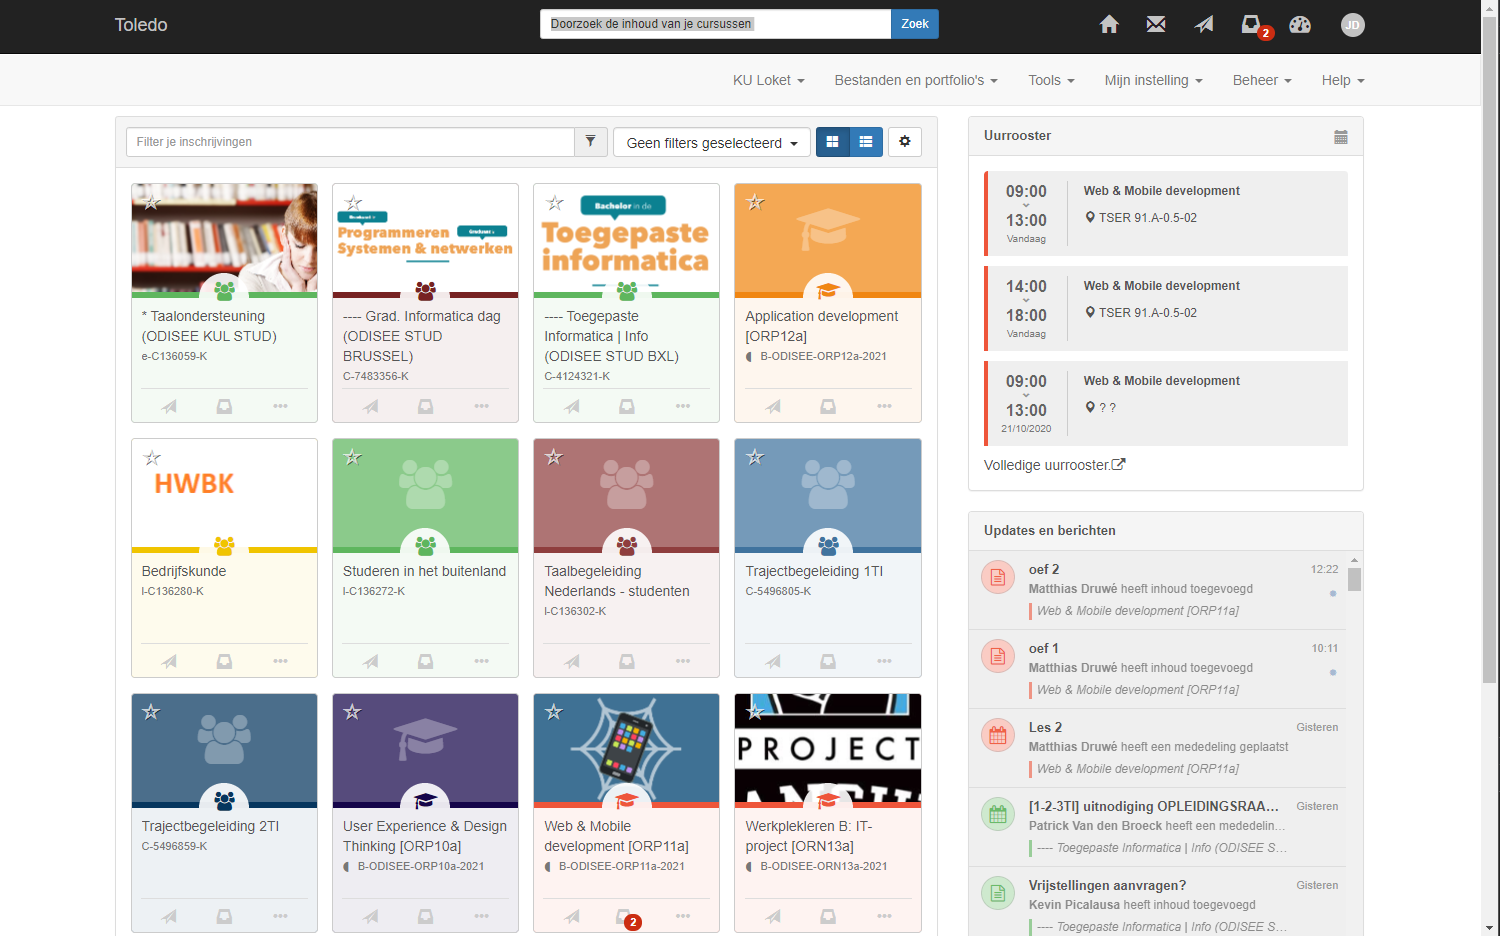 Toledo
Doorzoek de inhoud van je cursussen
Zoek
2
JD
KU Loket
Bestanden en portfolio's
Tools
Mijn instelling
Beheer
Help
Filter je inschrijvingen
Geen filters geselecteerd
* Taalondersteuning
(ODISEE KUL STUD)
e-C136059-K
Programmeren
Systemen & netwerken
---- Grad. Informatica dag
(ODISEE STUD
BRUSSEL)
C-7483356-K
Bachelor in de
Toegepaste
informatica
---- Toegepaste
Informatica | Info
(ODISEE STUD BXL)
C-4124321-K
Application development
[ORP12a]
B-ODISEE-ORP12a-2021
HWBK
Bedrijfskunde
I-C136280-K
Studeren in het buitenland
I-C136272-K
Taalbegeleiding
Nederlands - studenten
I-C136302-K
Trajectbegeleiding 1TI
C-5496805-K
Trajectbegeleiding 2TI
C-5496859-K
User Experience & Design
Thinking [ORP10a]
B-ODISEE-ORP10a-2021
Web & Mobile
development [ORP11a]
B-ODISEE-ORP11a-2021
2
PROJECT
Werkplekleren B: IT-
project [ORN13a]
B-ODISEE-ORN13a-2021
Uurrooster
09:00
13:00
Vandaag
Web & Mobile development
TSER 91.A-0.5-02
14:00
18:00
Vandaag
Web & Mobile development
TSER 91.A-0.5-02
09:00
13:00
21/10/2020
Web & Mobile development
? ?
Volledige uurrooster.
Updates en berichten
oef 2
12:22
Matthias Druwé heeft inhoud toegevoegd
Web & Mobile development [ORP11a]
oef 1
10:11
Matthias Druwé heeft inhoud toegevoegd
Web & Mobile development [ORP11a]
Les 2
Gisteren
Matthias Druwé heeft een mededeling geplaatst
Web & Mobile development [ORP11a]
[1-2-3TI] uitnodiging OPLEIDINGSRAA…
Gisteren
Patrick Van den Broeck heeft een mededelin…
---- Toegepaste Informatica | Info (ODISEE S…
Vrijstellingen aanvragen?
Gisteren
Kevin Picalausa heeft inhoud toegevoegd
---- Toegepaste Informatica | Info (ODISEE S…